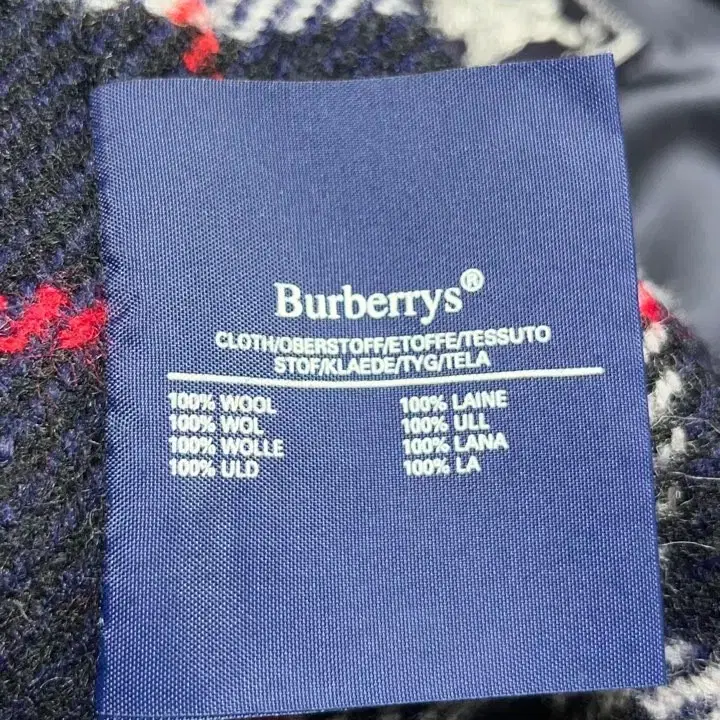 Burberrys®
CLOTH/OBERSTOFF/ETOFFE/TESSUTO
STOF/KLAEDE/TYG/TELA
100% WOOL
100% WOL
100% WOLLE
100% ULD
100% LAINE
100% ULL
100% LANA
100% LA